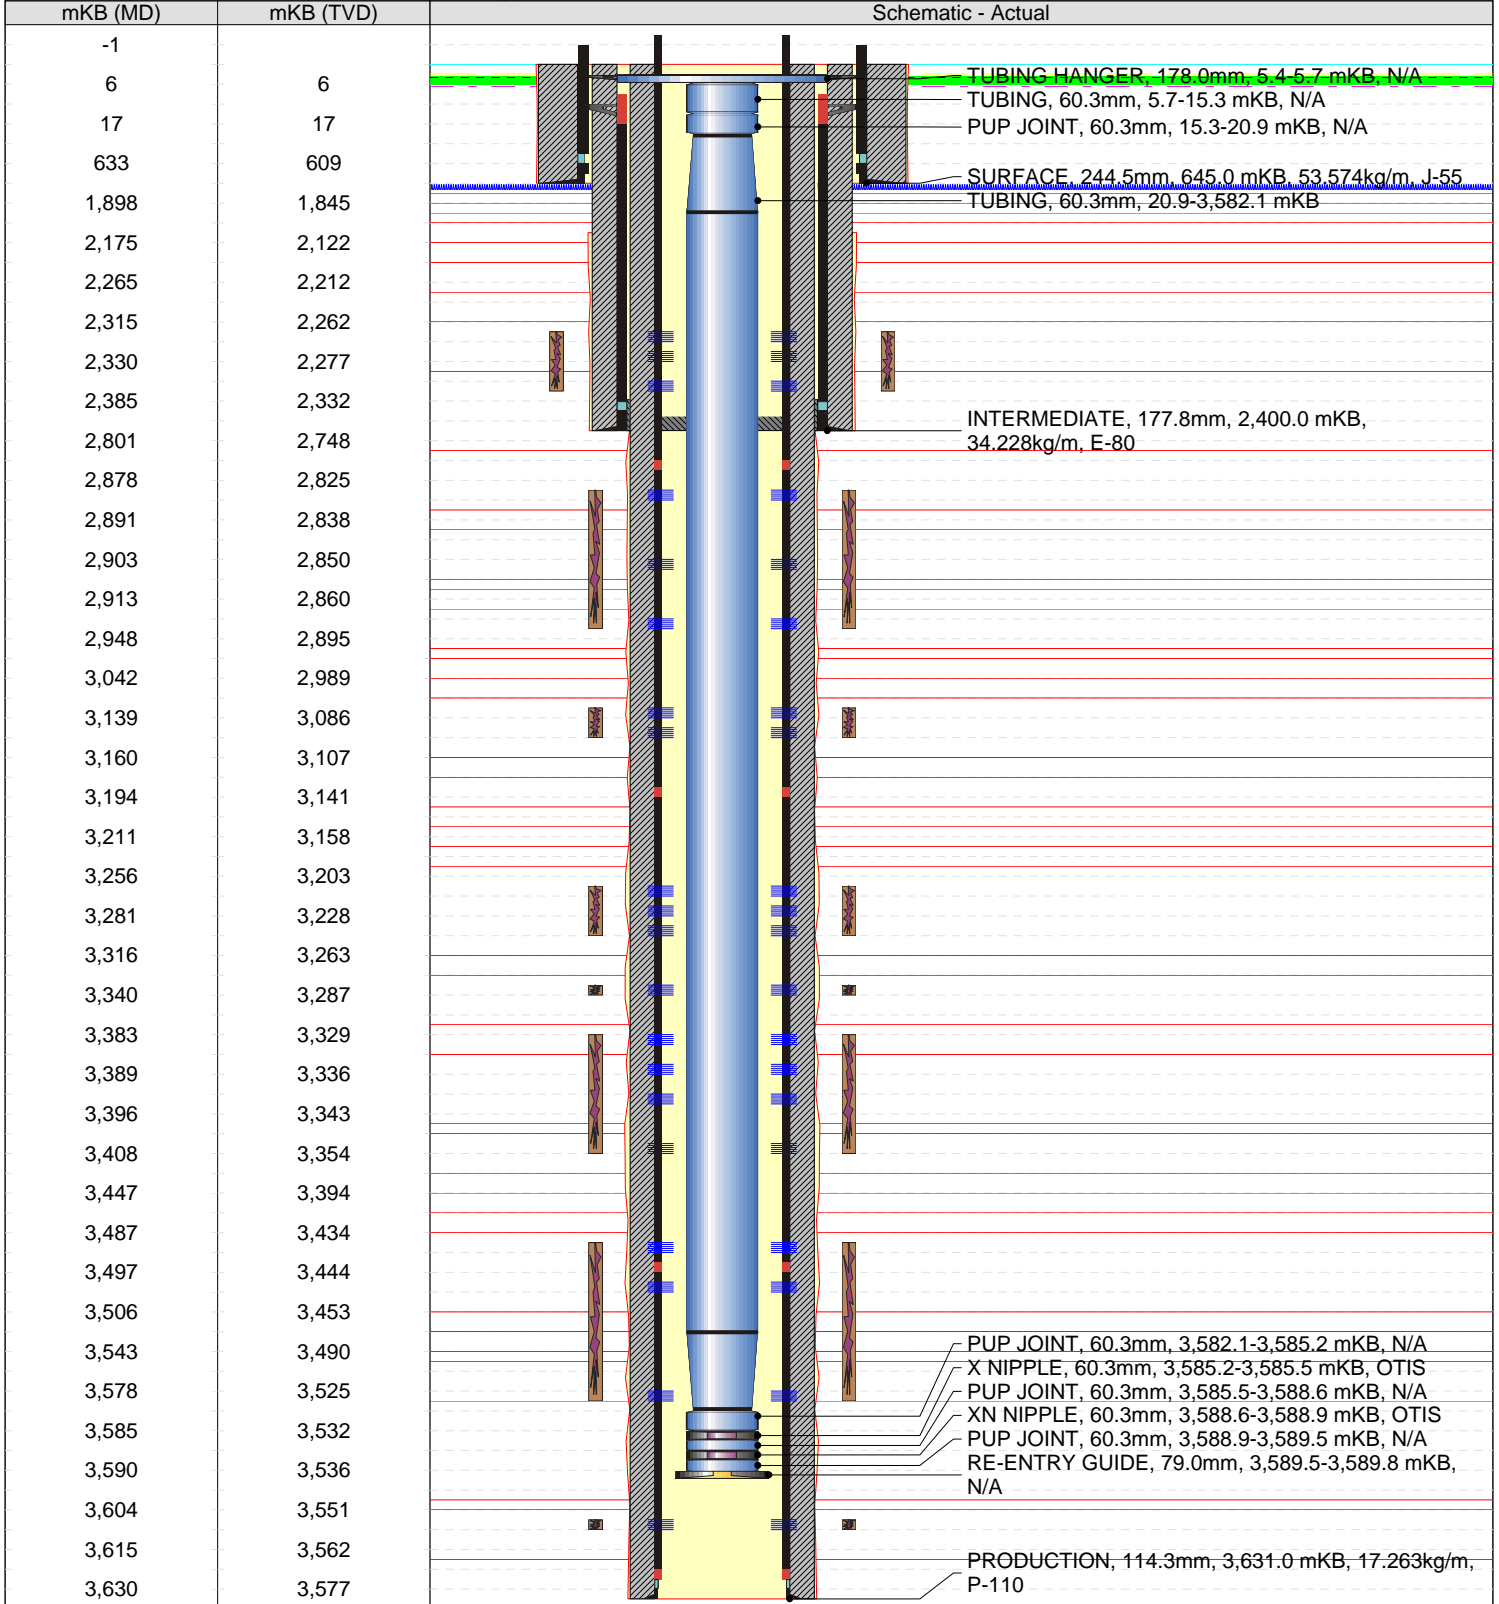 mKB (MD) mKB (TVD) Schematic - Actual
-1
6 6
17 17
633 609
1,898 1,845
2,175 2,122
2,265 2,212
2,315 2,262
2,330 2,277
2,385 2,332
2,801 2,748
2,878 2,825
2,891 2,838
2,903 2,850
2,913 2,860
2,948 2,895
3,042 2,989
3,139 3,086
3,160 3,107
3,194 3,141
3,211 3,158
3,256 3,203
3,281 3,228
3,316 3,263
3,340 3,287
3,383 3,329
3,389 3,336
3,396 3,343
3,408 3,354
3,447 3,394
3,487 3,434
3,497 3,444
3,506 3,453
3,543 3,490
3,578 3,525
3,585 3,532
3,590 3,536
3,604 3,551
3,615 3,562
3,630 3,577
TUBING HANGER, 178.0mm, 5.4-5.7 mKB, N/A
TUBING, 60.3mm, 5.7-15.3 mKB, N/A
PUP JOINT, 60.3mm, 15.3-20.9 mKB, N/A
SURFACE, 244.5mm, 645.0 mKB, 53.574kg/m, J-55
TUBING, 60.3mm, 20.9-3,582.1 mKB
INTERMEDIATE, 177.8mm, 2,400.0 mKB,
34.228kg/m, E-80
PUP JOINT, 60.3mm, 3,582.1-3,585.2 mKB, N/A
X NIPPLE, 60.3mm, 3,585.2-3,585.5 mKB, OTIS
PUP JOINT, 60.3mm, 3,585.5-3,588.6 mKB, N/A
XN NIPPLE, 60.3mm, 3,588.6-3,588.9 mKB, OTIS
PUP JOINT, 60.3mm, 3,588.9-3,589.5 mKB, N/A
RE-ENTRY GUIDE, 79.0mm, 3,589.5-3,589.8 mKB,
N/A
PRODUCTION, 114.3mm, 3,631.0 mKB, 17.263kg/m,
P-110